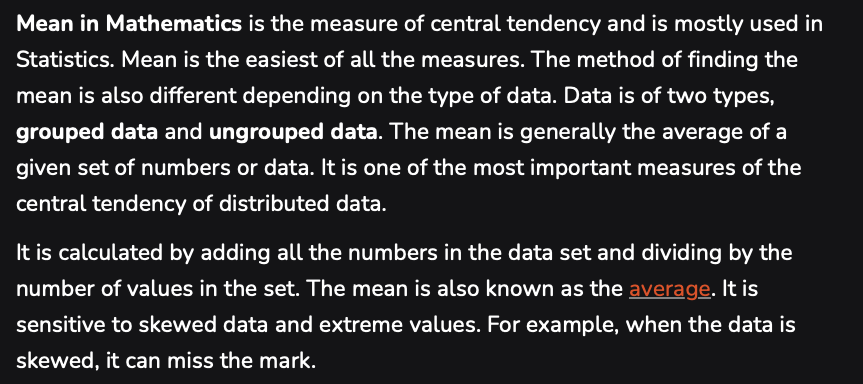 Mean in Mathematics is the measure of central tendency and is mostly used in
Statistics. Mean is the easiest of all the measures. The method of finding the
mean is also different depending on the type of data. Data is of two types,
grouped data and ungrouped data. The mean is generally the average of a
given set of numbers or data. It is one of the most important measures of the
central tendency of distributed data.
It is calculated by adding all the numbers in the data set and dividing by the
number of values in the set. The mean is also known as the average. It is
sensitive to skewed data and extreme values. For example, when the data is
skewed, it can miss the mark.